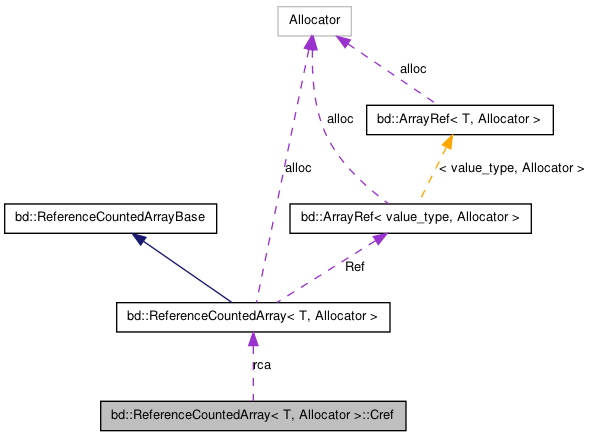 Allocator
alloc
bd::ArrayRef< T, Allocator >
alloc
alloc
< value_type, Allocator >
bd::ReferenceCountedArrayBase
bd::ArrayRef< value_type, Allocator >
Ref
bd::ReferenceCountedArray< T, Allocator >
rca
bd::ReferenceCountedArray< T, Allocator >::Cref